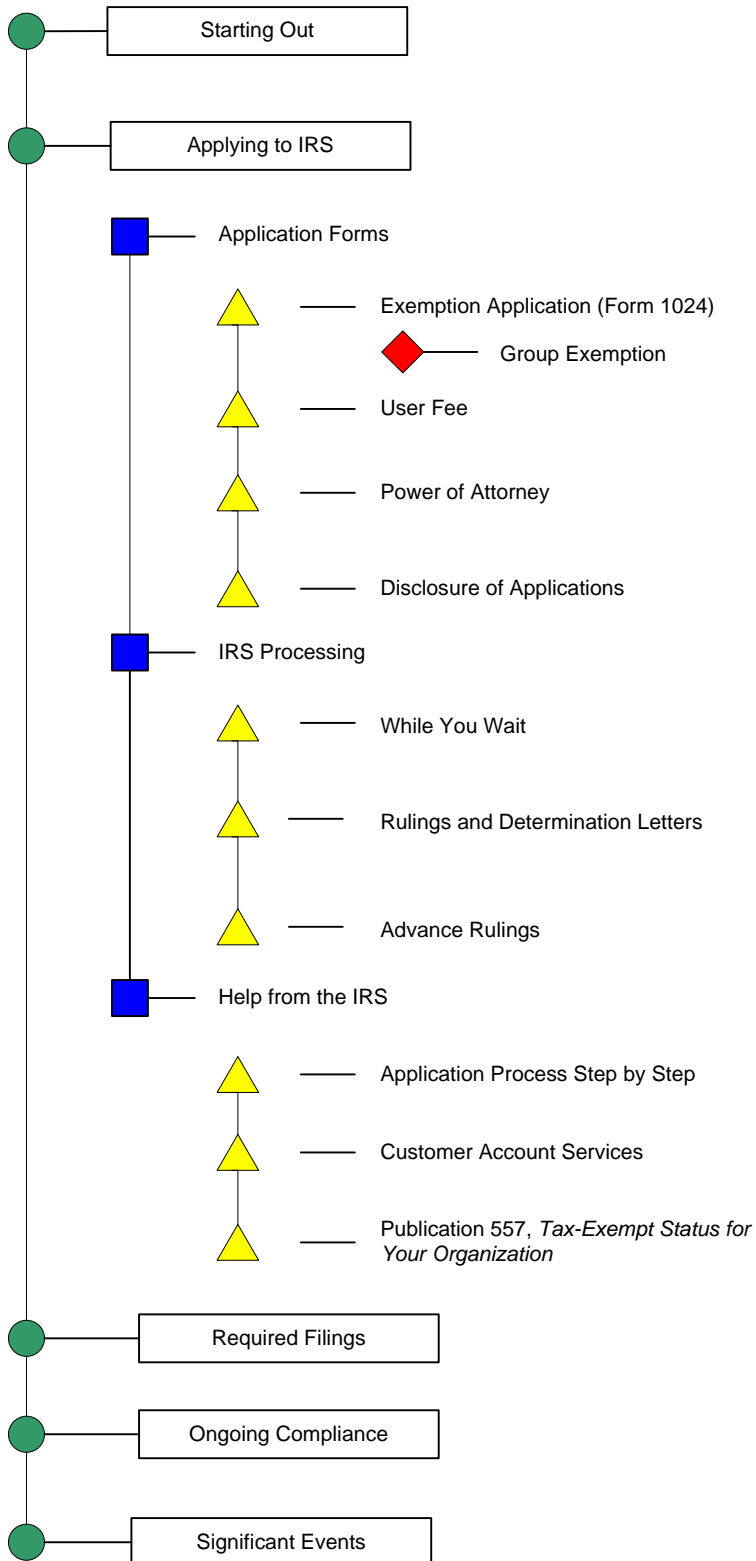 Starting Out
Applying to IRS
Application Forms
Exemption Application (Form 1024)
Group Exemption
User Fee
Power of Attorney
Disclosure of Applications
IRS Processing
While You Wait
Rulings and Determination Letters
Advance Rulings
Help from the IRS
Application Process Step by Step
Customer Account Services
Publication 557, Tax-Exempt Status for
Your Organization
Required Filings
Ongoing Compliance
Significant Events